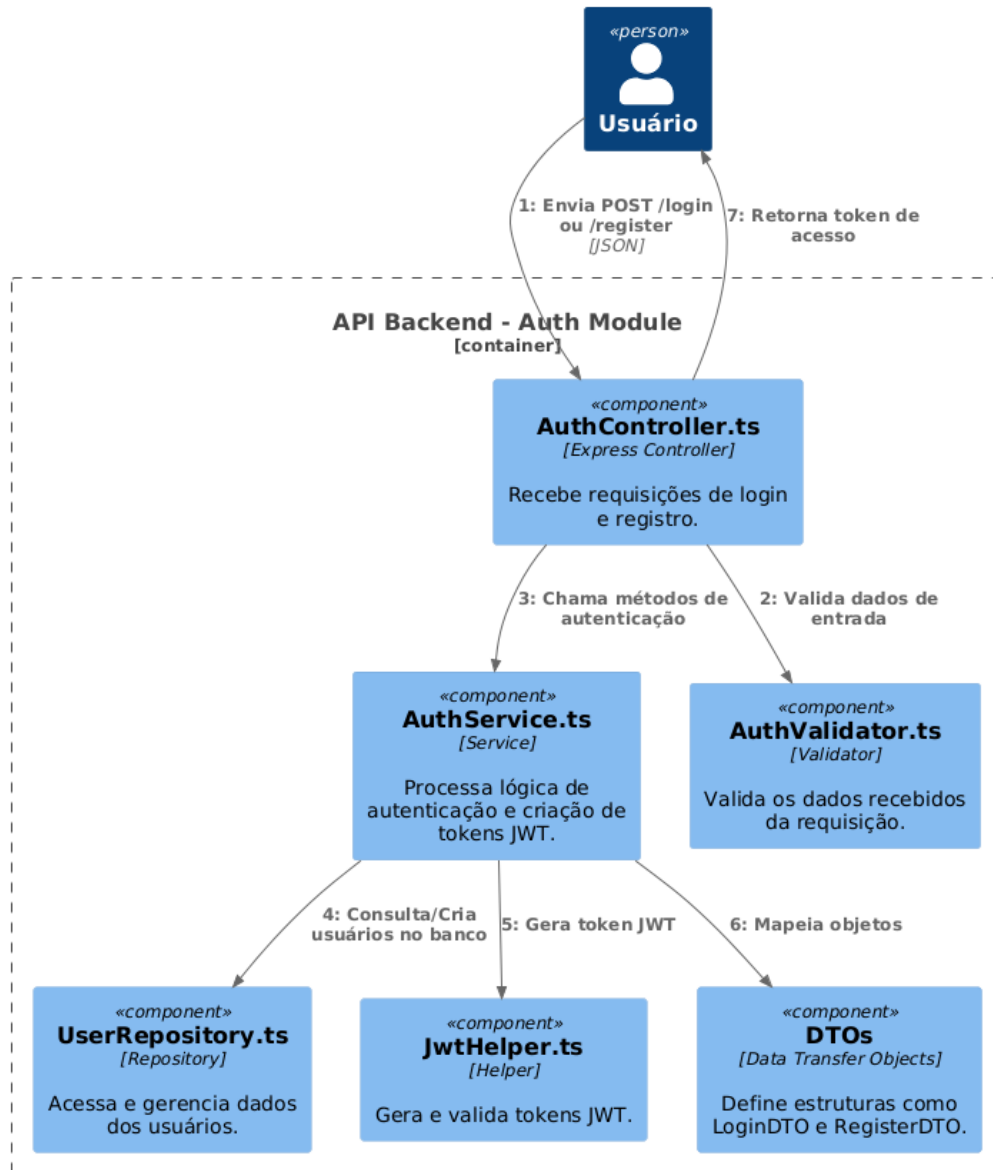 «person»
Usuário
1: Envia POST /login
ou /register
[JSON]
7: Retorna token de
acesso
API Backend - Auth Module
[container]
«component»
AuthController.ts
[Express Controller]
Recebe requisições de login
e registro.
3: Chama métodos de
autenticação
2: Valida dados de
entrada
«component»
AuthService.ts
[Service]
Processa lógica de
autenticação e criação de
tokens JWT.
«component»
AuthValidator.ts
[Validator]
Valida os dados recebidos
da requisição.
4: Consulta/Cria
usuários no banco
5: Gera token JWT
6: Mapeia objetos
«component»
UserRepository.ts
[Repository]
Acessa e gerencia dados
dos usuários.
«component»
JwtHelper.ts
[Helper]
Gera e valida tokens JWT.
«component»
DTOs
[Data Transfer Objects]
Define estruturas como
LoginDTO e RegisterDTO.